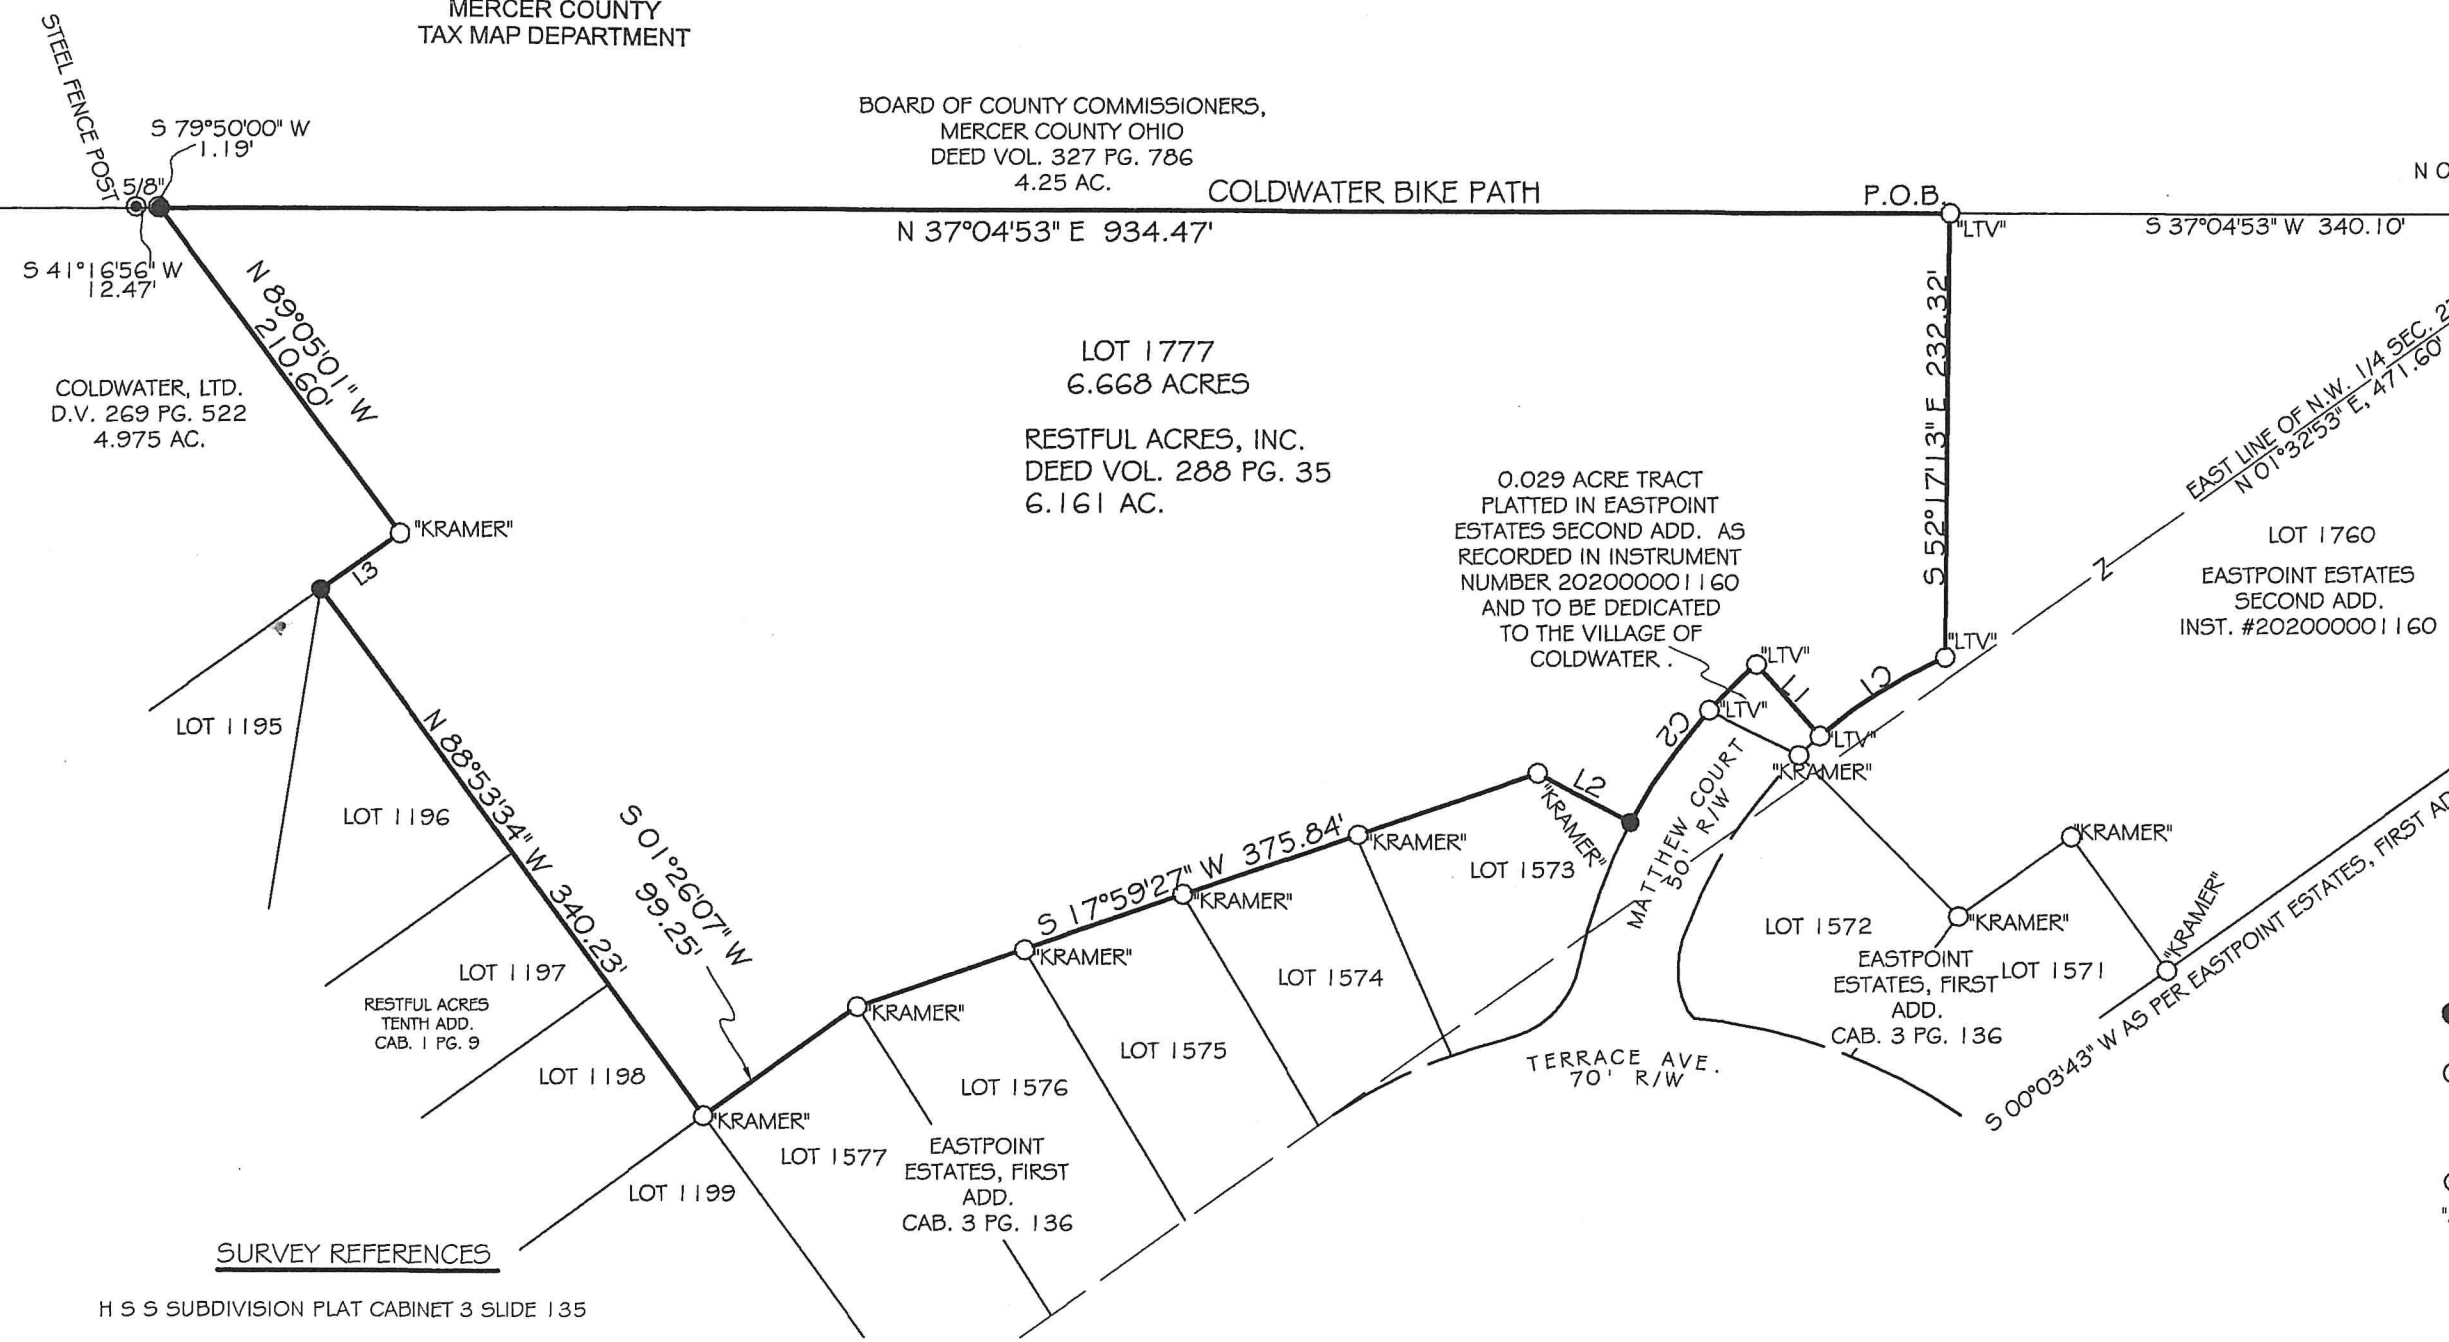 MERCER COUNTY
TAX MAP DEPARTMENT
STEEL FENCE POST
S 79°50'00" W
1.19'
5/8"
S 41°16'56" W
12.47'
BOARD OF COUNTY COMMISSIONERS,
MERCER COUNTY OHIO
DEED VOL. 327 PG. 786
4.25 AC.
COLDWATER BIKE PATH
P.O.B.
"LTV"
N 37°04'53" E 934.47'
S 37°04'53" W 340.10'
N 89°05'01" W
210.60'
COLDWATER, LTD.
D.V. 269 PG. 522
4.975 AC.
"KRAMER"
L3
LOT 1777
6.668 ACRES
RESTFUL ACRES, INC.
DEED VOL. 288 PG. 35
6.161 AC.
S 52°17'13" E 232.32'
EAST LINE OF N.W. 1/4 SEC.
N 01°32'53" E, 471.60'
0.029 ACRE TRACT
PLATTED IN EASTPOINT
ESTATES SECOND ADD. AS
RECORDED IN INSTRUMENT
NUMBER 202000001160
AND TO BE DEDICATED
TO THE VILLAGE OF
COLDWATER.
LOT 1760
EASTPOINT ESTATES
SECOND ADD.
INST. #202000001160
Z
"LTV"
"LTV"
L1
C1
"LTV"
C2
"LTV"
"KRAMER"
L2
"KRAMER"
MATTHEW COURT
50' R/W
LOT 1195
LOT 1196
N 88°53'34" W 340.23'
LOT 1197
RESTFUL ACRES
TENTH ADD.
CAB. 1 PG. 9
LOT 1198
LOT 1199
S 01°26'07" W
99.25'
"KRAMER"
"KRAMER"
S 17°59'27" W 375.84'
"KRAMER"
"KRAMER"
"KRAMER"
LOT 1573
LOT 1574
LOT 1575
LOT 1576
LOT 1577
EASTPOINT
ESTATES, FIRST
ADD.
CAB. 3 PG. 136
TERRACE AVE.
70' R/W
LOT 1572
EASTPOINT
ESTATES, FIRST
ADD.
CAB. 3 PG. 136
LOT 1571
"KRAMER"
"KRAMER"
"KRAMER"
S 00°03'43" W AS PER EASTPOINT ESTATES, FIRST
SURVEY REFERENCES
H S S SUBDIVISION PLAT CABINET 3 SLIDE 135